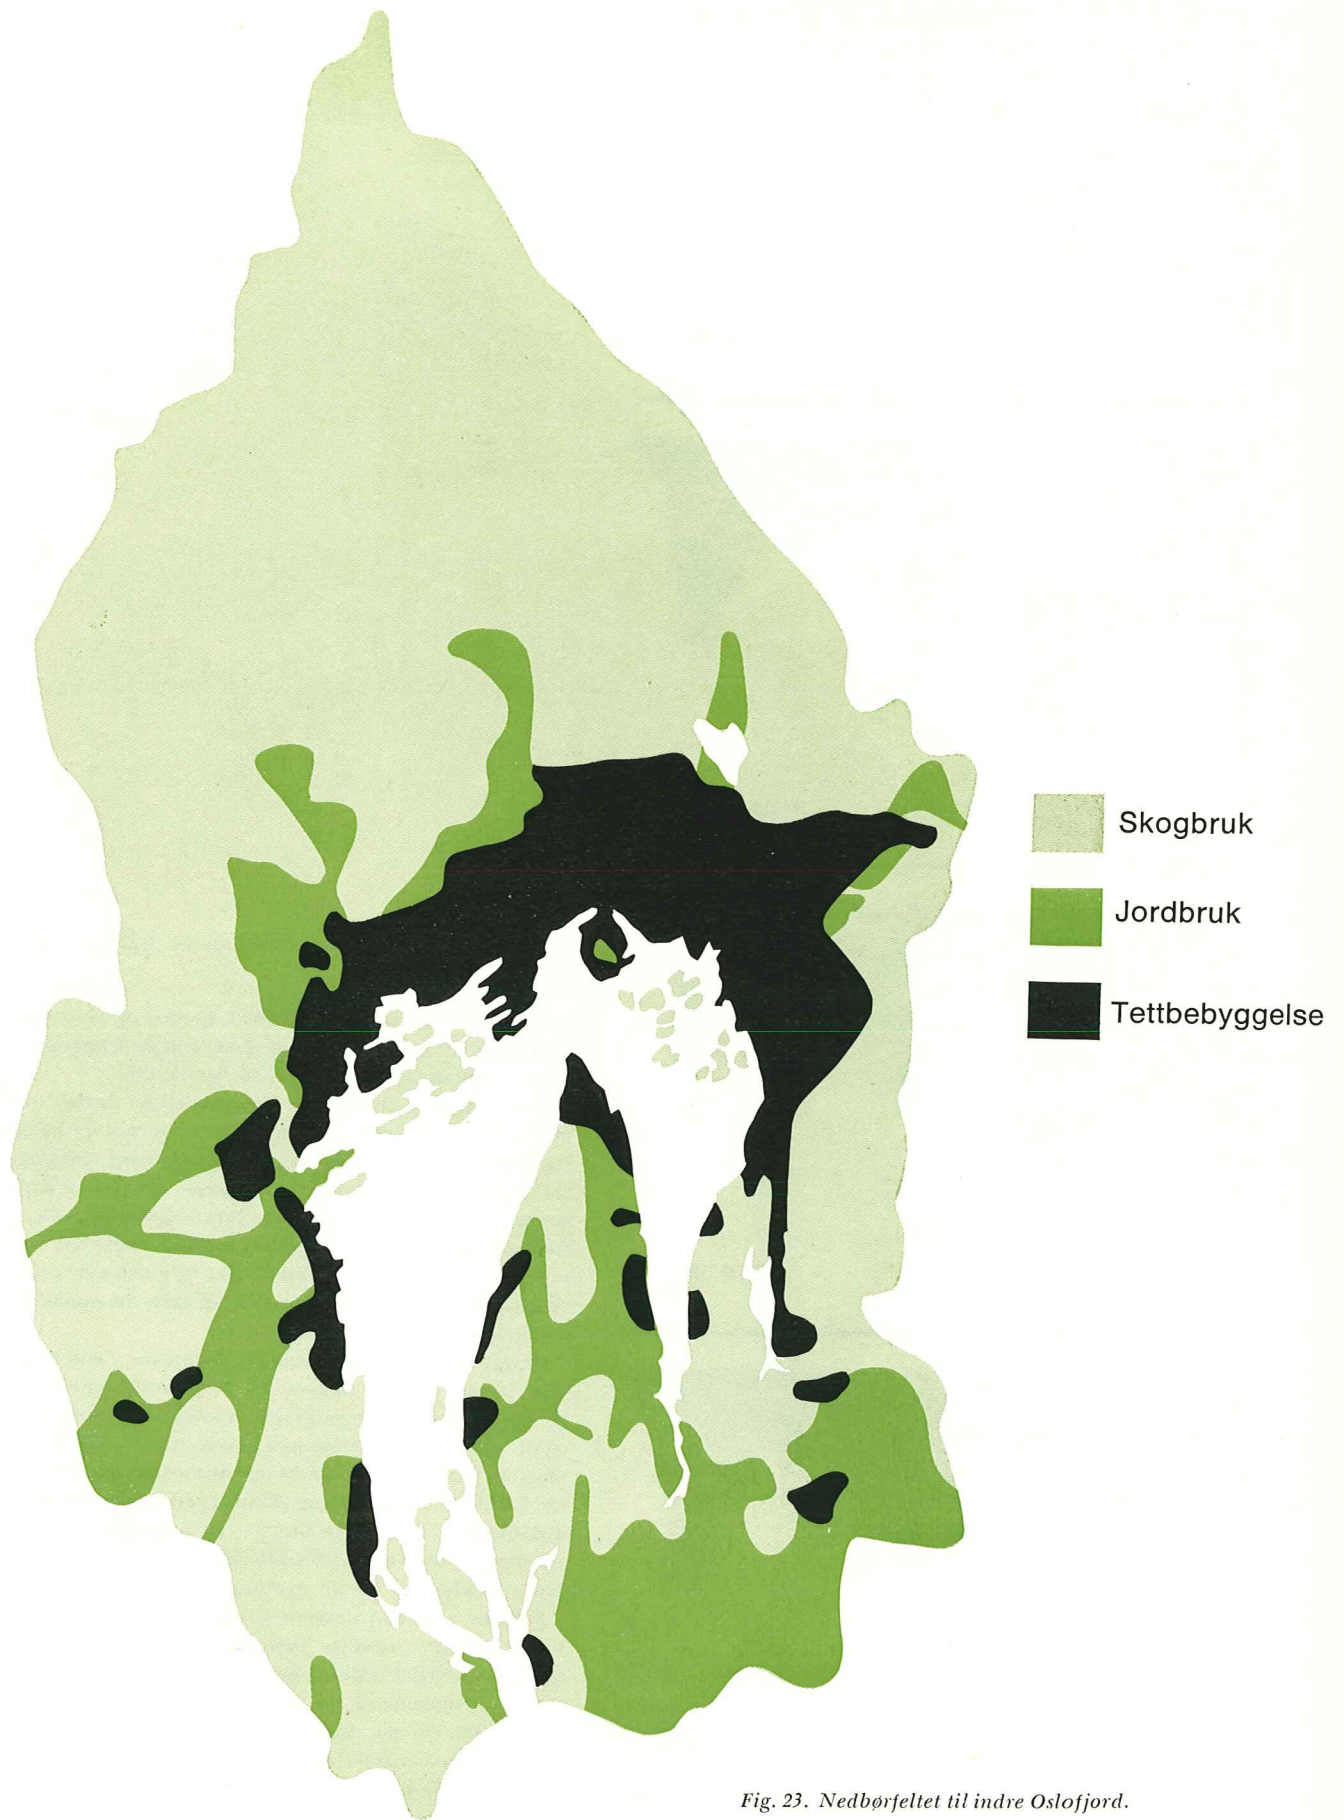 Skogbruk
Jordbruk
Tettbebyggelse
Fig. 23. Nedbørfeltet til indre Oslofjord.